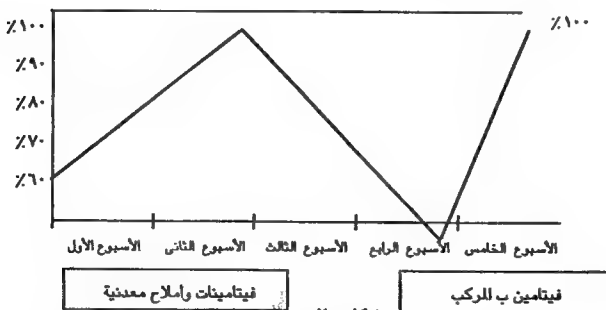 ٪١٠٠
٪١٠٠
٪٩٠
٪٨٠
٪٧٠
٪٦٠
الأسبوع الأول الأسبوع الثانى الأسبوع الثالث الأسبوع الرابع الأسبوع الخامس
فيتامينات وأملاح معدنية
فيتامين ب المركب